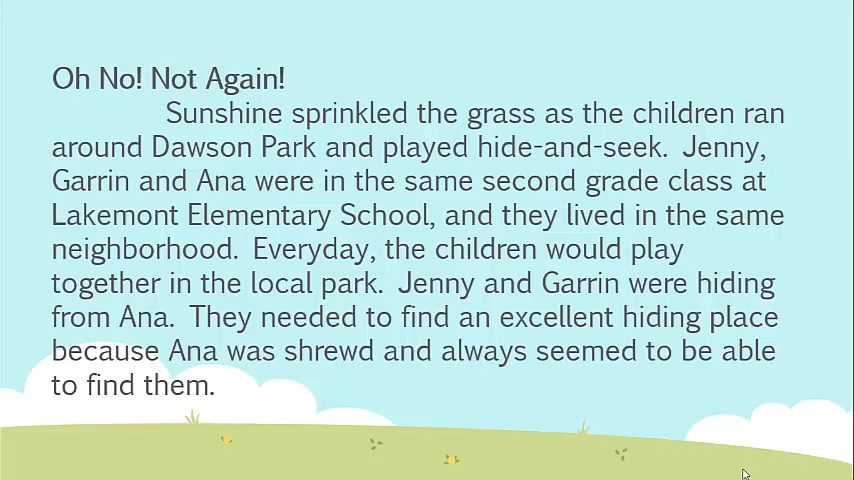 Oh No! Not Again!
Sunshine sprinkled the grass as the children ran
around Dawson Park and played hide-and-seek. Jenny,
Garrin and Ana were in the same second grade class at
Lakemont Elementary School, and they lived in the same
neighborhood. Everyday, the children would play
together in the local park. Jenny and Garrin were hiding
from Ana. They needed to find an excellent hiding place
because Ana was shrewd and always seemed to be able
to find them.